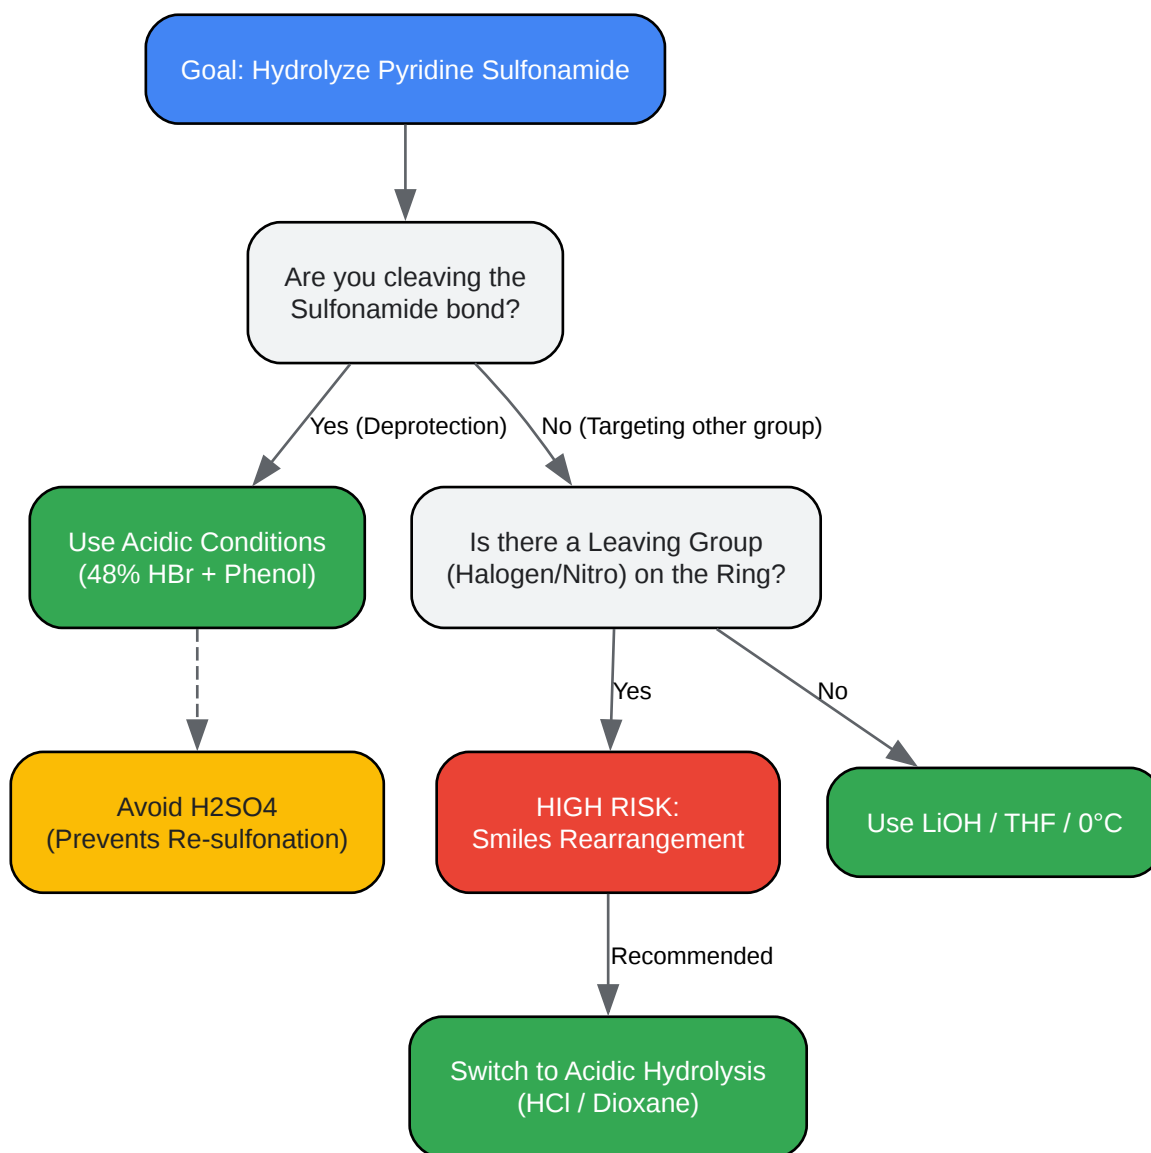 Goal: Hydrolyze Pyridine Sulfonamide
Are you cleaving the
Sulfonamide bond?
Yes (Deprotection)
No (Targeting other group)
Use Acidic Conditions
(48% HBr + Phenol)
Is there a Leaving Group
(Halogen/Nitro) on the Ring?
Yes
No
Avoid H2SO4
(Prevents Re-sulfonation)
HIGH RISK:
Smiles Rearrangement
Use LiOH / THF / 0°C
Recommended
Switch to Acidic Hydrolysis
(HCl / Dioxane)